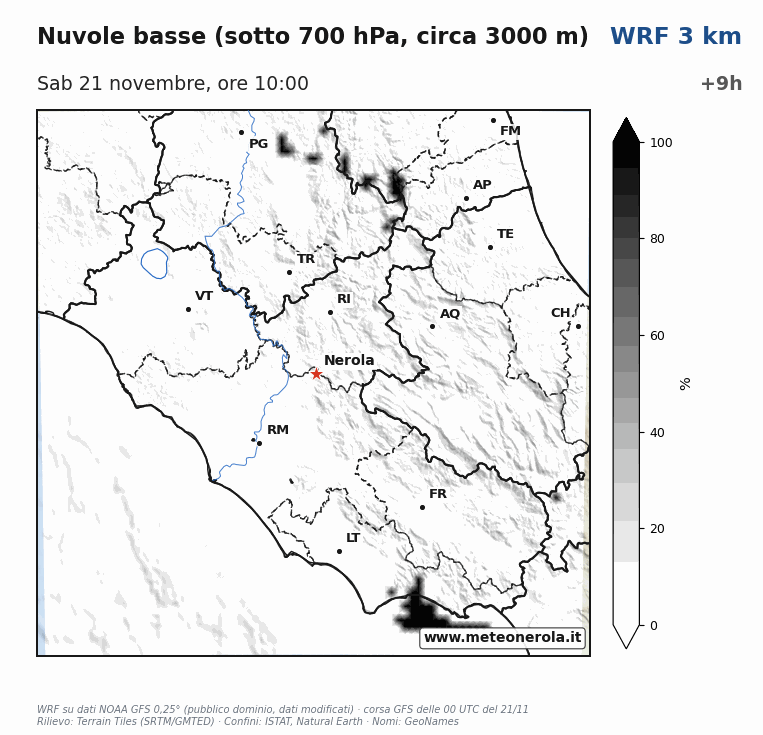 Nuvole basse (sotto 700 hPa, circa 3000 m) WRF 3 km
Sab 21 novembre, ore 10:00 +9h
FM
PG
AP
TE
TR
VT
RI
AQ
CH
Nerola
RM
FR
LT
www.meteonerola.it
100
80
60
40
20
0
%
WRF su dati NOAA GFS 0,25° (pubblico dominio, dati modificati) · corsa GFS delle 00 UTC del 21/11
Rilievo: Terrain Tiles (SRTM/GMTED) · Confini: ISTAT, Natural Earth · Nomi: GeoNames